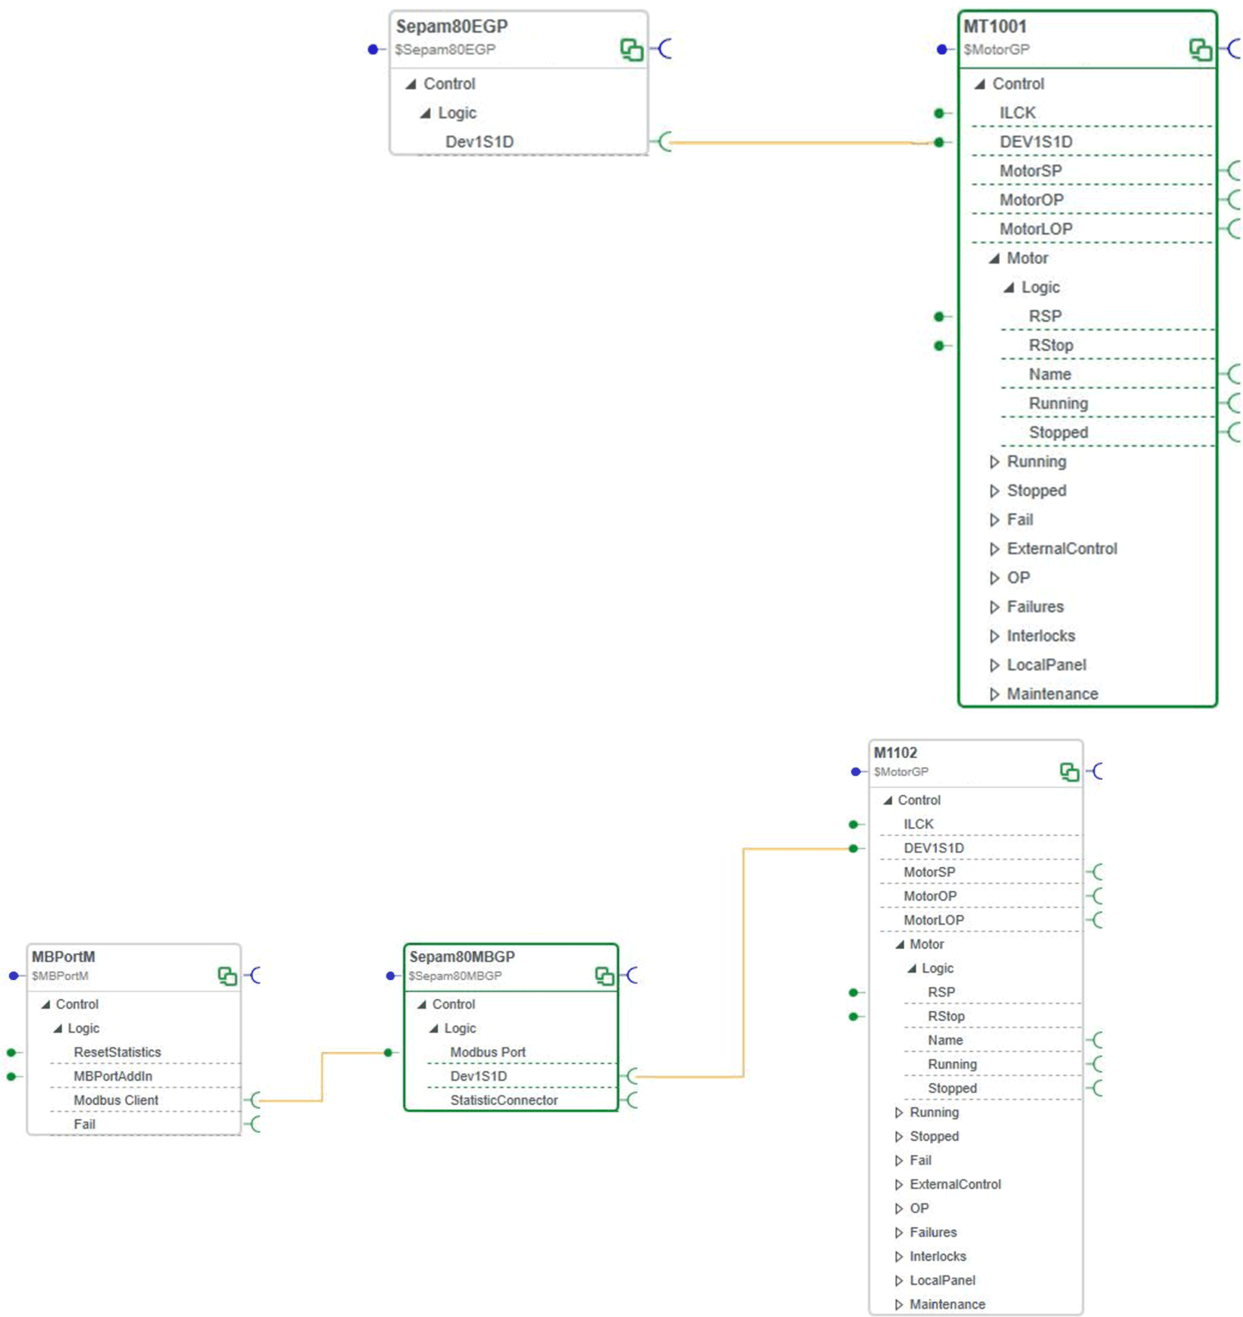 Sepam80EGP
$Sepam80EGP
Control
Logic
Dev1S1D
MT1001
$MotorGP
Control
ILCK
DEV1S1D
MotorSP
MotorOP
MotorLOP
Motor
Logic
RSP
RStop
Name
Running
Stopped
Running
Stopped
Fail
ExternalControl
OP
Failures
Interlocks
LocalPanel
Maintenance
MBPortM
$MBPortM
Control
Logic
ResetStatistics
MBPortAddIn
Modbus Client
Fail
Sepam80MBGP
$Sepam80MBGP
Control
Logic
Modbus Port
Dev1S1D
StatisticConnector
M1102
$MotorGP
Control
ILCK
DEV1S1D
MotorSP
MotorOP
MotorLOP
Motor
Logic
RSP
RStop
Name
Running
Stopped
Running
Stopped
Fail
ExternalControl
OP
Failures
Interlocks
LocalPanel
Maintenance